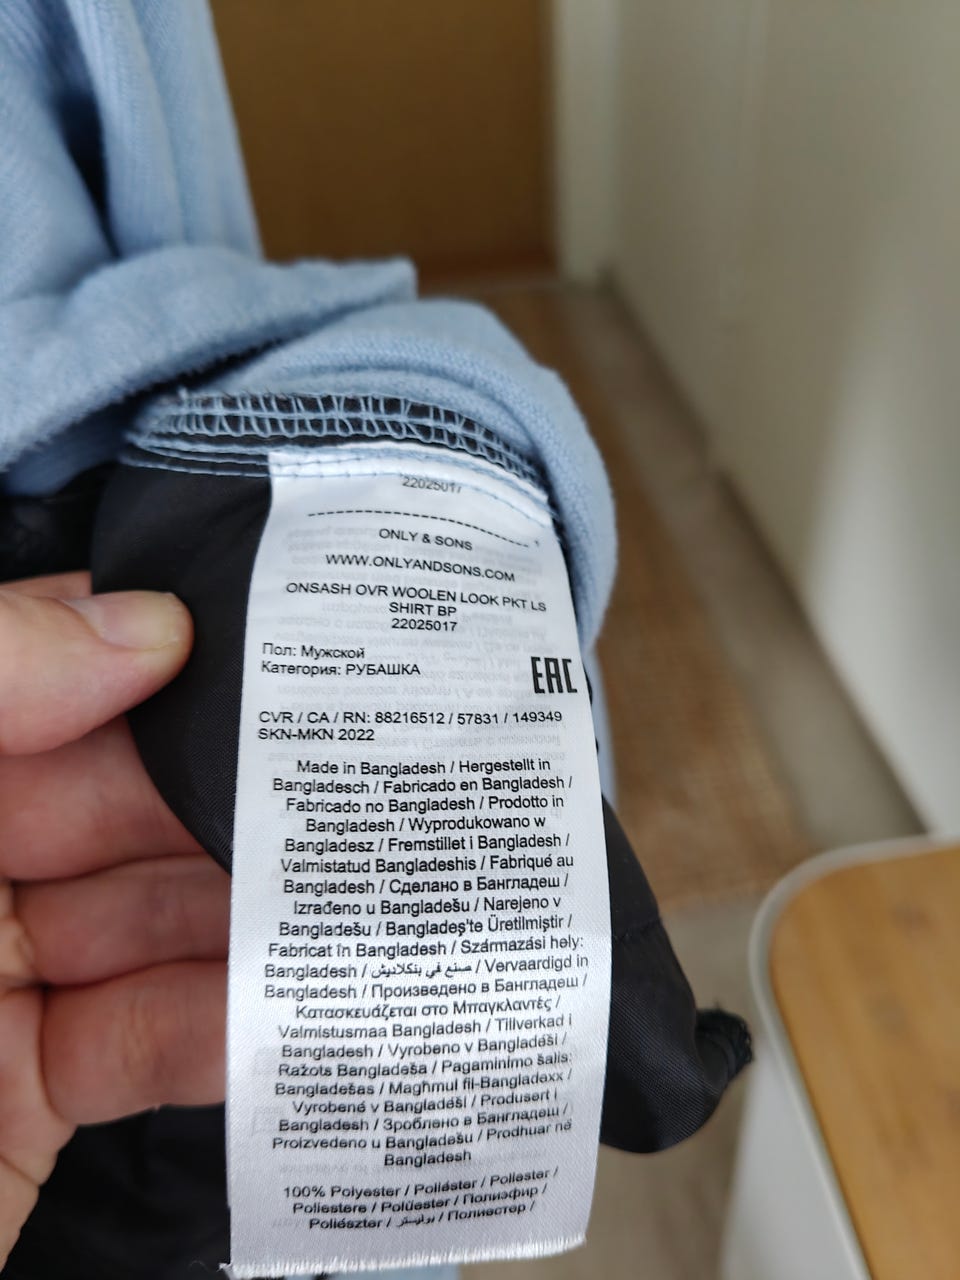 22025017
ONLY & SONS
WWW.ONLYANDSONS.COM
ONSASH OVR WOOLEN LOOK PKT LS
SHIRT BP
22025017
Пол: Мужской
Категория: РУБАШКА
EAC
CVR / CA / RN: 88216512 / 57831 / 149349
SKN-MKN 2022
Made in Bangladesh / Hergestellt in
Bangladesch / Fabricado en Bangladesh /
Fabricado no Bangladesh / Prodotto in
Bangladesh / Wyprodukowano w
Bangladesz / Fremstillet i Bangladesh /
Valmistatud Bangladeshis / Fabriqué au
Bangladesh / Сделано в Бангладеш /
Izrađeno u Bangladešu / Narejeno v
Bangladešu / Bangladeş'te Üretilmiştir /
Fabricat în Bangladesh / Származási hely:
Bangladesh / صنع في بنكلاديش / Vervaardigd in
Bangladesh / Произведено в Бангладеш /
Κατασκευάζεται στο Μπαγκλαντές /
Valmistusmaa Bangladesh / Tillverkad i
Bangladesh / Vyrobeno v Bangladéši /
Ražots Bangladeša / Pagaminimo šalis:
Bangladešas / Magħmul fil-Bangladexx /
Vyrobené v Bangladéši / Produsert i
Bangladesh / Зроблено в Бангладеш /
Proizvedeno u Bangladešu / Prodhuar në
Bangladesh
100% Polyester / Poliéster / Poliester /
Poliestere / Polüester / Полиэфир /
Poliészter / بوليستر / Полиестер /